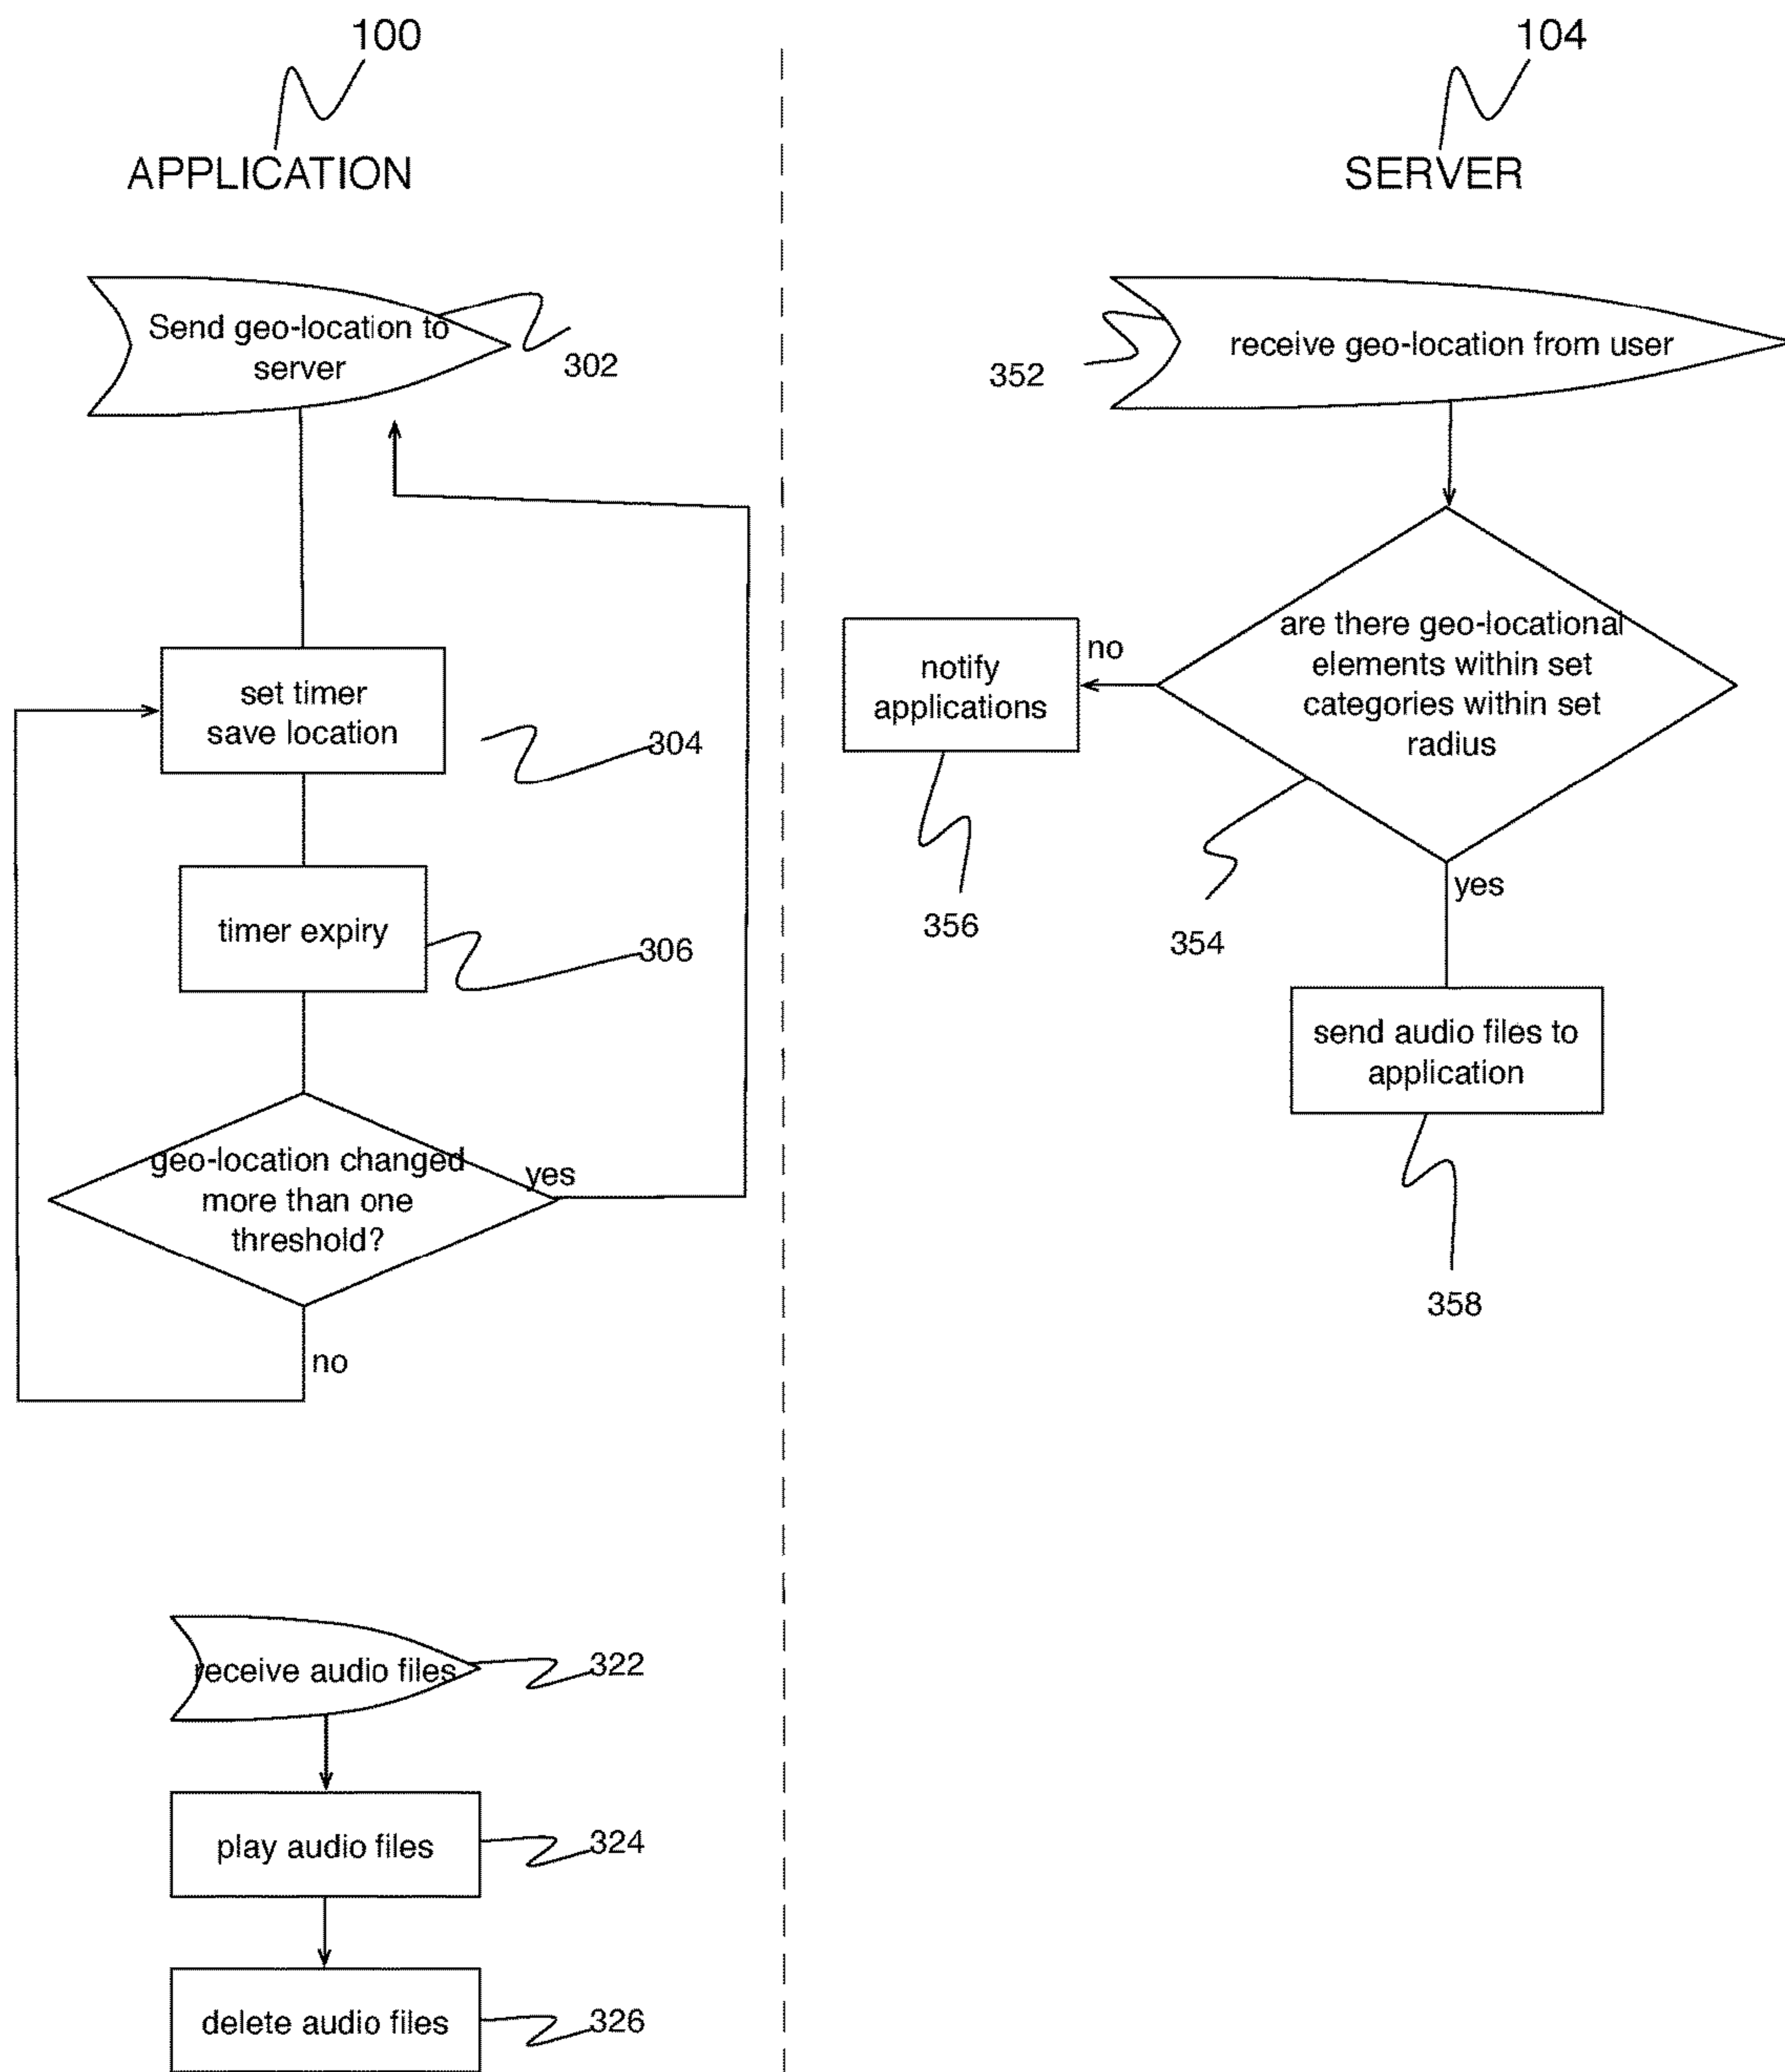 100
APPLICATION
Send geo-location to
server
302
set timer
save location
304
timer expiry
306
geo-location changed
more than one
threshold?
yes
no
receive audio files
322
play audio files
324
delete audio files
326
104
SERVER
receive geo-location from user
352
are there geo-locational
elements within set
categories within set
radius
354
no
notify
applications
356
yes
send audio files to
application
358